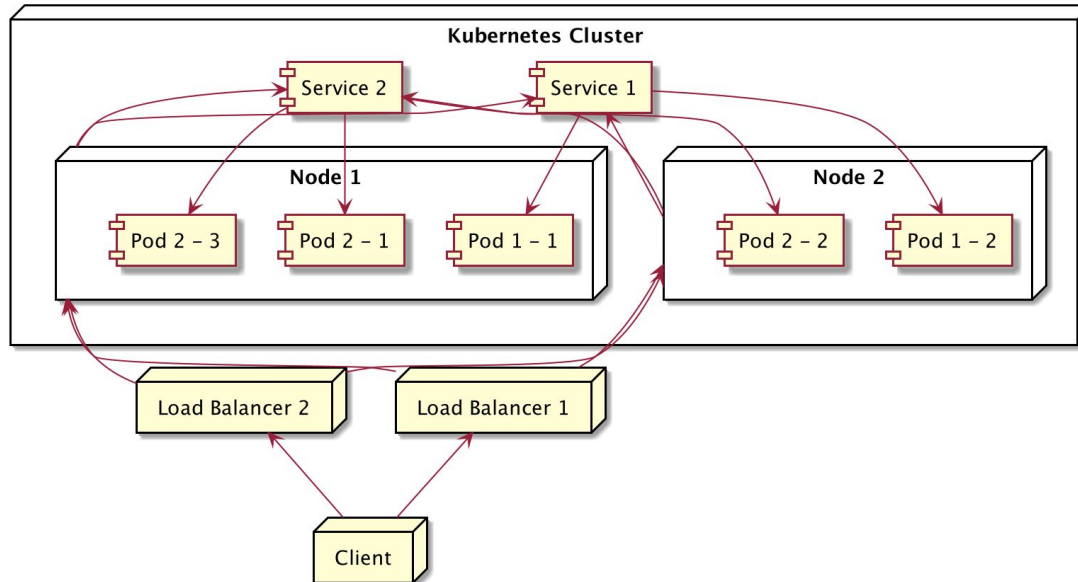 Kubernetes Cluster
Service 2
Service 1
Node 1
Node 2
Pod 2 – 3
Pod 2 – 1
Pod 1 – 1
Pod 2 – 2
Pod 1 – 2
Load Balancer 2
Load Balancer 1
Client